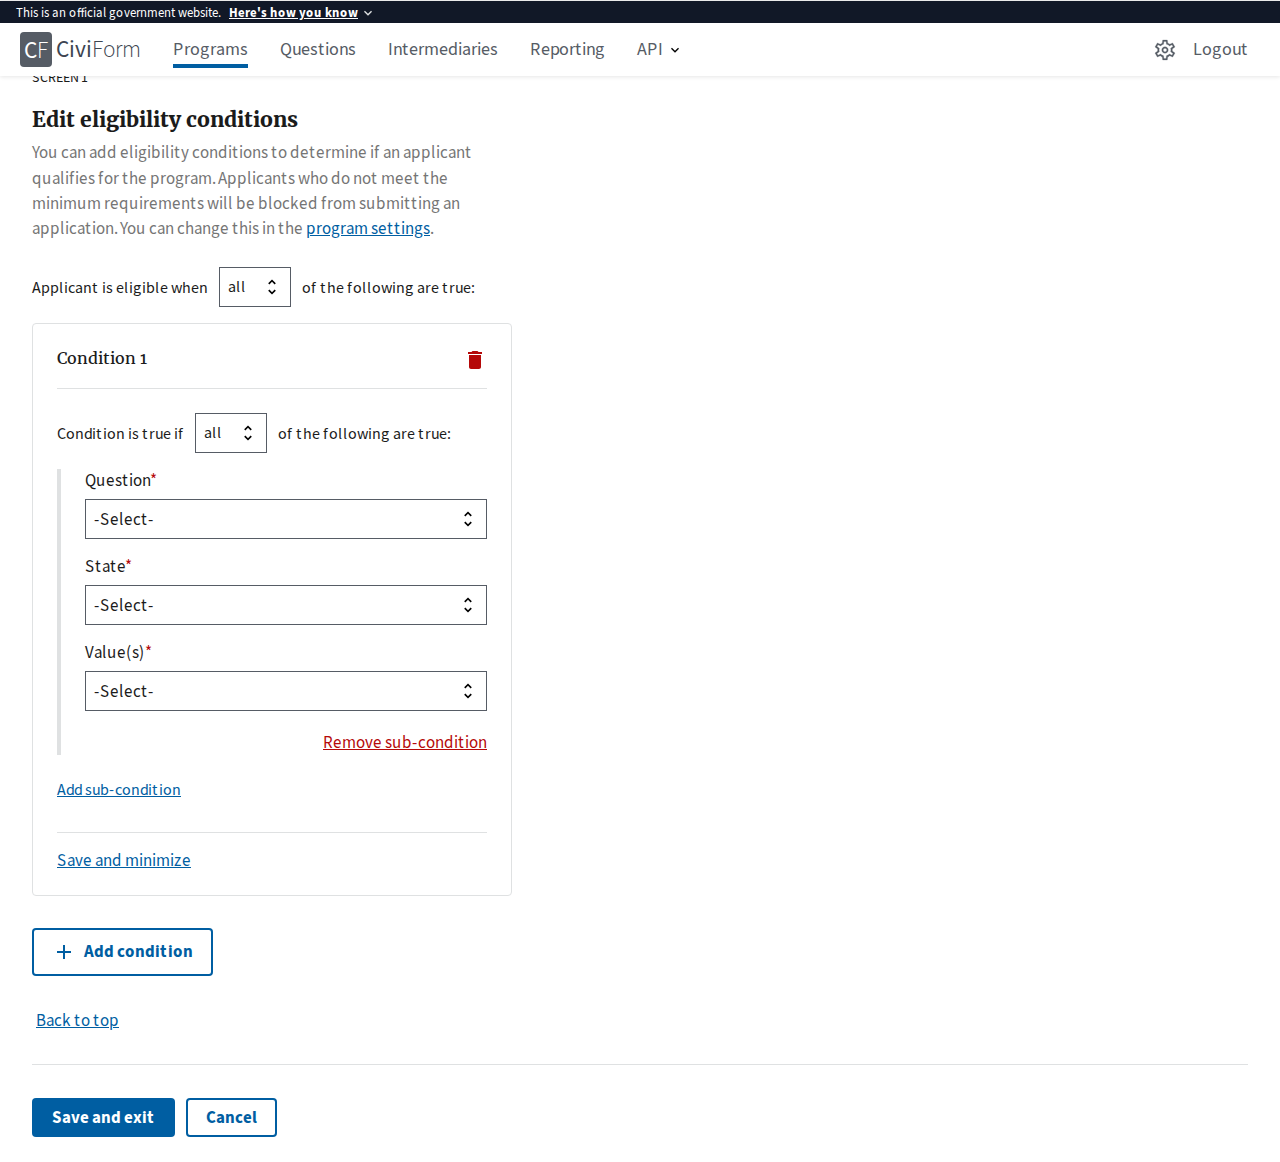 This is an official government website. Here's how you know
CF CiviForm Programs Questions Intermediaries Reporting API Logout
SCREEN 1
Edit eligibility conditions
You can add eligibility conditions to determine if an applicant
qualifies for the program. Applicants who do not meet the
minimum requirements will be blocked from submitting an
application. You can change this in the program settings.
Applicant is eligible when all of the following are true:
Condition 1
Condition is true if all of the following are true:
Question*
-Select-
State*
-Select-
Value(s)*
-Select-
Remove sub-condition
Add sub-condition
Save and minimize
Add condition
Back to top
Save and exit Cancel